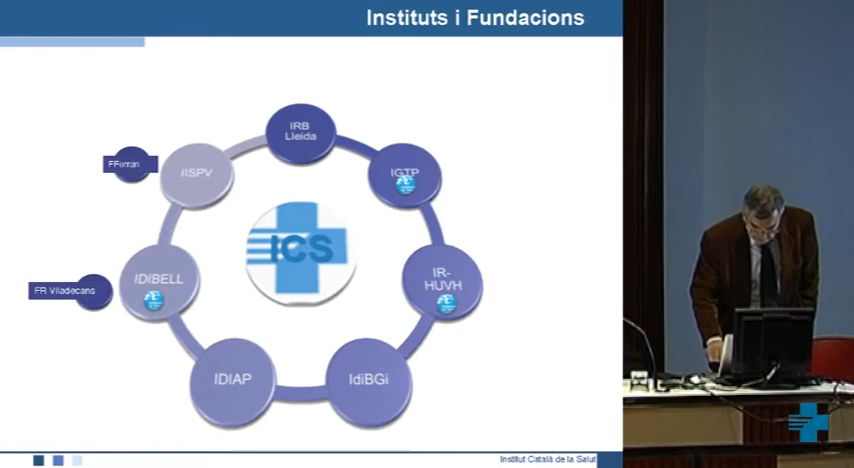 Instituts i Fundacions
IRB
Lleida
FFerran
IISPV
IGTP
ICS
IDIBELL
FR Viladecans
IR-
HUVH
IDIAP
IdiBGi
Institut Català de la Salut